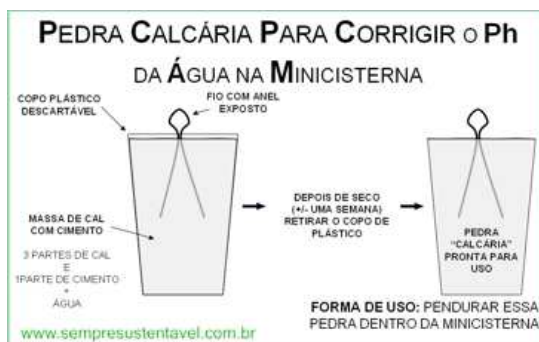 PEDRA CALCÁRIA PARA CORRIGIR O Ph
DA ÁGUA NA MINICISTERNA
COPO PLÁSTICO
DESCARTÁVEL
FIO COM ANEL
EXPOSTO
MASSA DE CAL
COM CIMENTO
3 PARTES DE CAL
E
1PARTE DE CIMENTO
+
ÁGUA
DEPOIS DE SECO
(+/- UMA SEMANA)
RETIRAR O COPO DE
PLÁSTICO
PEDRA
"CALCÁRIA"
PRONTA PARA
USO
FORMA DE USO: PENDURAR ESSA
PEDRA DENTRO DA MINICISTERNA
www.sempresustentavel.com.br